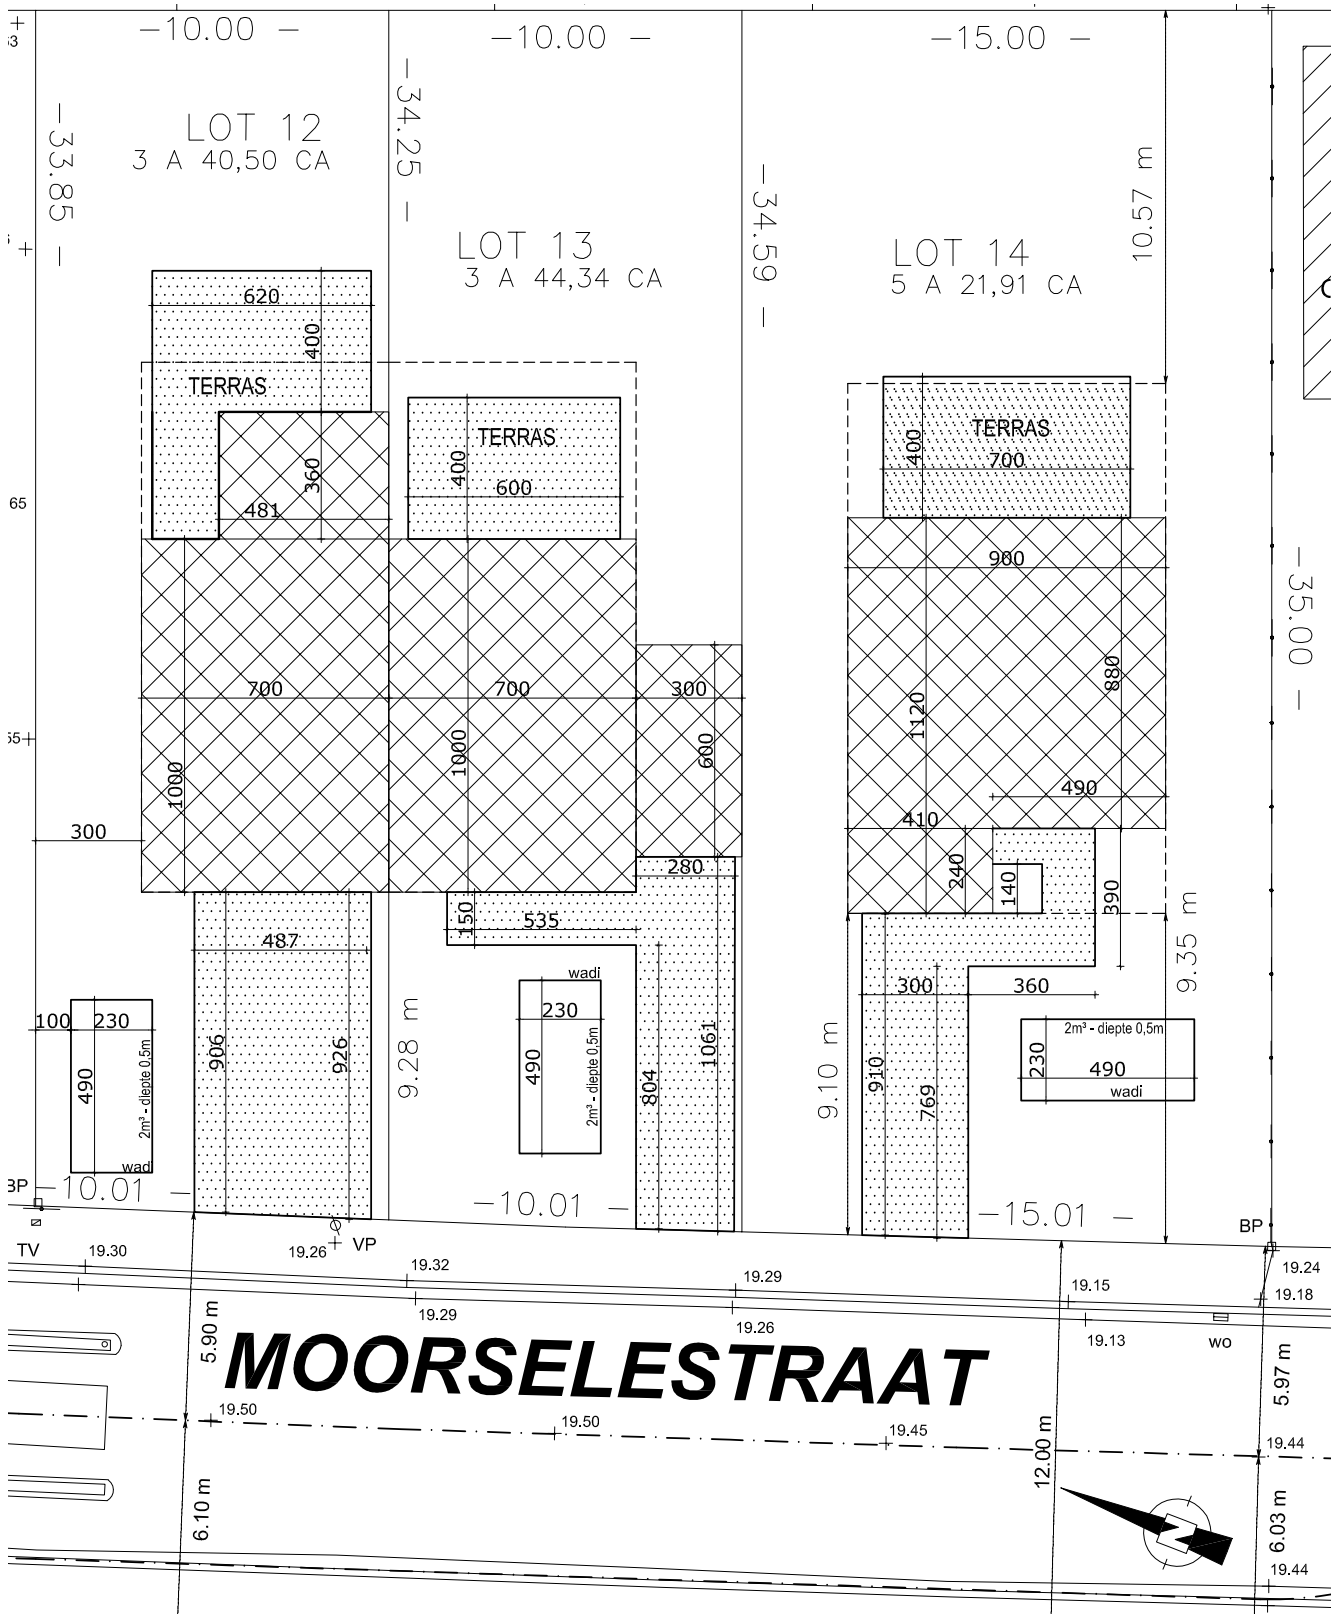 -10.00 -
-10.00 -
-15.00 -
-33.85 -
-34.25 -
-34.59 -
10.57 m
LOT 12
3 A 40,50 CA
LOT 13
3 A 44,34 CA
LOT 14
5 A 21,91 CA
620
400
TERRAS
360
481
TERRAS
400
600
TERRAS
400
700
65
900
-35.00 -
700
700
300
1000
1000
600
1120
880
490
300
410
240
140
390
280
150
535
487
906
926
9.28 m
100
230
490
2m³ - diepte 0,5m
wadi
wadi
230
490
2m³ - diepte 0,5m
804
1061
300
360
9.10 m
910
769
9.35 m
2m³ - diepte 0,5m
230
490
wadi
BP
-10.01 -
-10.01 -
-15.01 -
BP
TV
19.30
19.26
VP
19.32
19.29
19.15
19.24
19.18
19.29
19.26
19.13
wo
5.90 m
MOORSELESTRAAT
5.97 m
19.50
19.50
19.45
19.44
12.00 m
6.10 m
Z
6.03 m
19.44